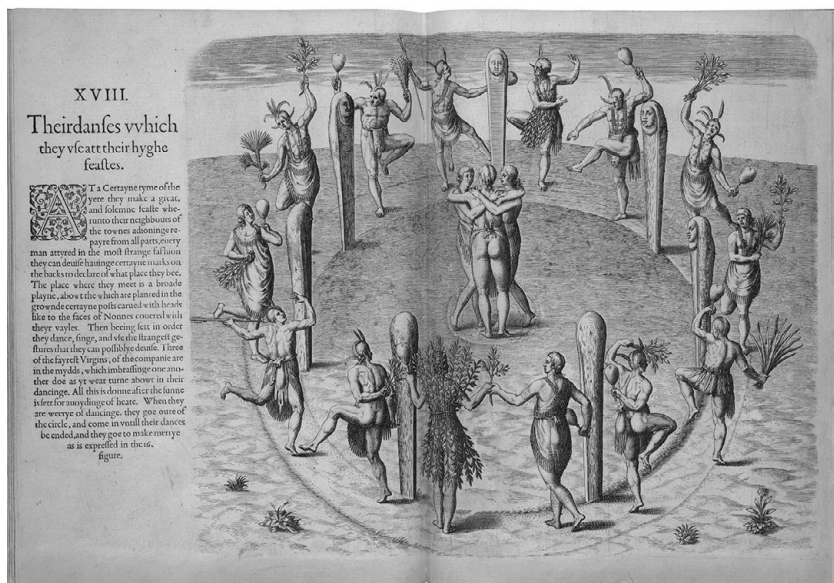 XVIII.
Theirdanſes vvhich
they vſe att their hyghe
feaſtes.
AT a Certayne tyme of the
yere they make a great,
and ſolemne feaſte whe-
runto their neighbours of
the townes adioninge re-
payre from all parts, euery
man attyred in the moſt ſtrange faſhion
they can deuiſe hauinge certayne marks on
the backs to declare of what place they bee.
The place where they meet is a broade
playne, abowt the which are planted in the
grownde certayne poſts carued with heads
like to the faces of Nonnes couered with
theyr vayles. Then beeing ſett in order
they dance, ſinge, and vſe the ſtrangeſt ge-
ſtures that they can poſſiblye deuiſe. Three
of the fayreſt Virgins, of the companie are
in the mydds, which imbraſſinge one ano-
ther doe as yt wear turne abowt in their
dancinge. All this is donne after the ſunne
is ſett for auoydinge of heate. When they
are weerye of dancinge. they goe oute of
the circle, and come in vntill their dances
be ended, and they goe to make merrye
as is expreſſed in the 16.
figure.